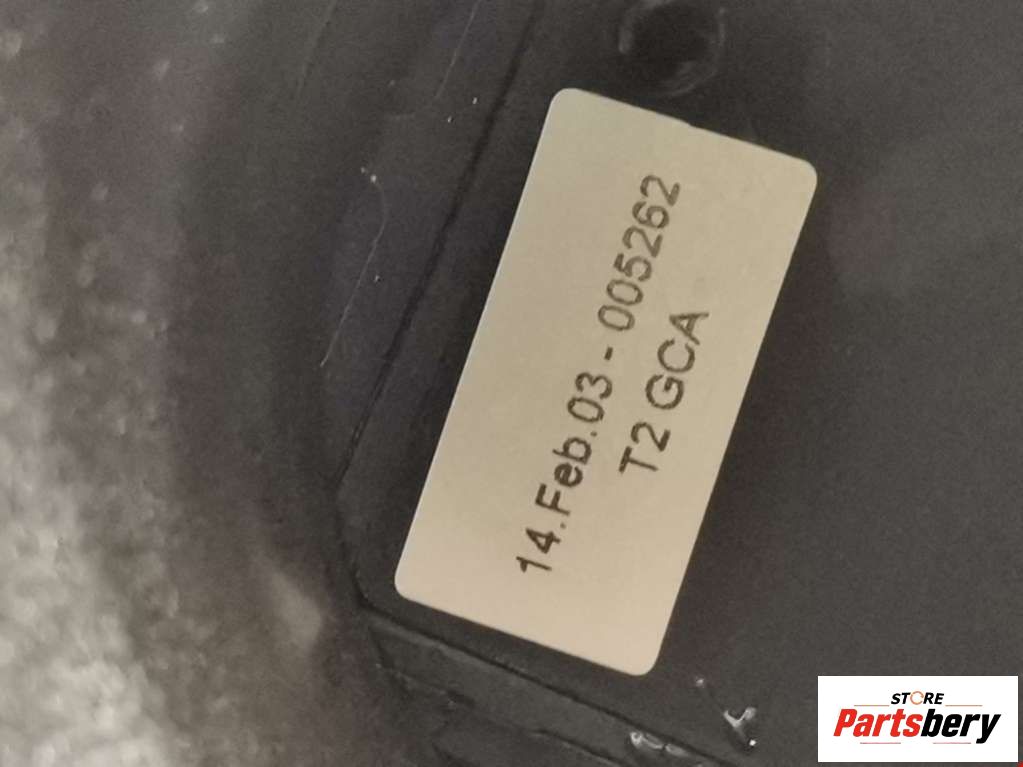 14.Feb.03 - 005262
T2 GCA
STORE
Partsbery